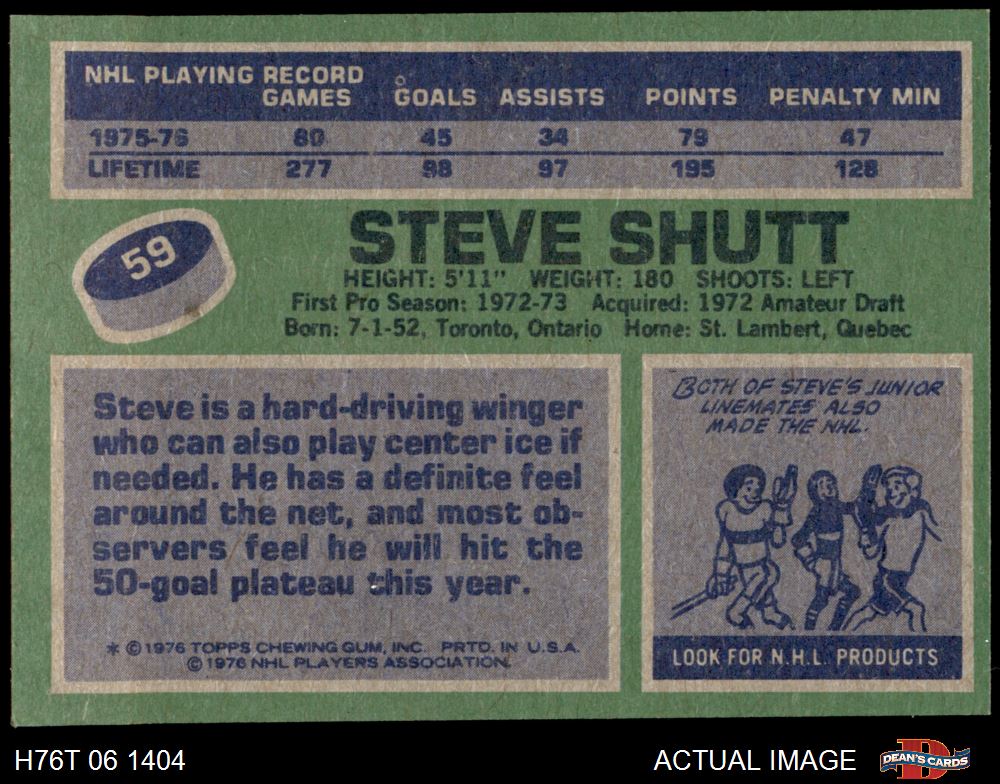 NHL PLAYING RECORD
GAMES GOALS ASSISTS POINTS PENALTY MIN
1975-76 80 45 34 79 47
LIFETIME 277 98 97 195 128
59
STEVE SHUTT
HEIGHT: 5'11" WEIGHT: 180 SHOOTS: LEFT
First Pro Season: 1972-73 Acquired: 1972 Amateur Draft
Born: 7-1-52, Toronto, Ontario Home: St. Lambert, Quebec
Steve is a hard-driving winger
who can also play center ice if
needed. He has a definite feel
around the net, and most ob-
servers feel he will hit the
50-goal plateau this year.
* © 1976 TOPPS CHEWING GUM, INC. PRTD. IN U.S.A.
© 1976 NHL PLAYERS ASSOCIATION.
BOTH OF STEVE'S JUNIOR
LINEMATES ALSO
MADE THE NHL.
LOOK FOR N.H.L. PRODUCTS
H76T 06 1404
ACTUAL IMAGE
D
DEAN'S CARDS